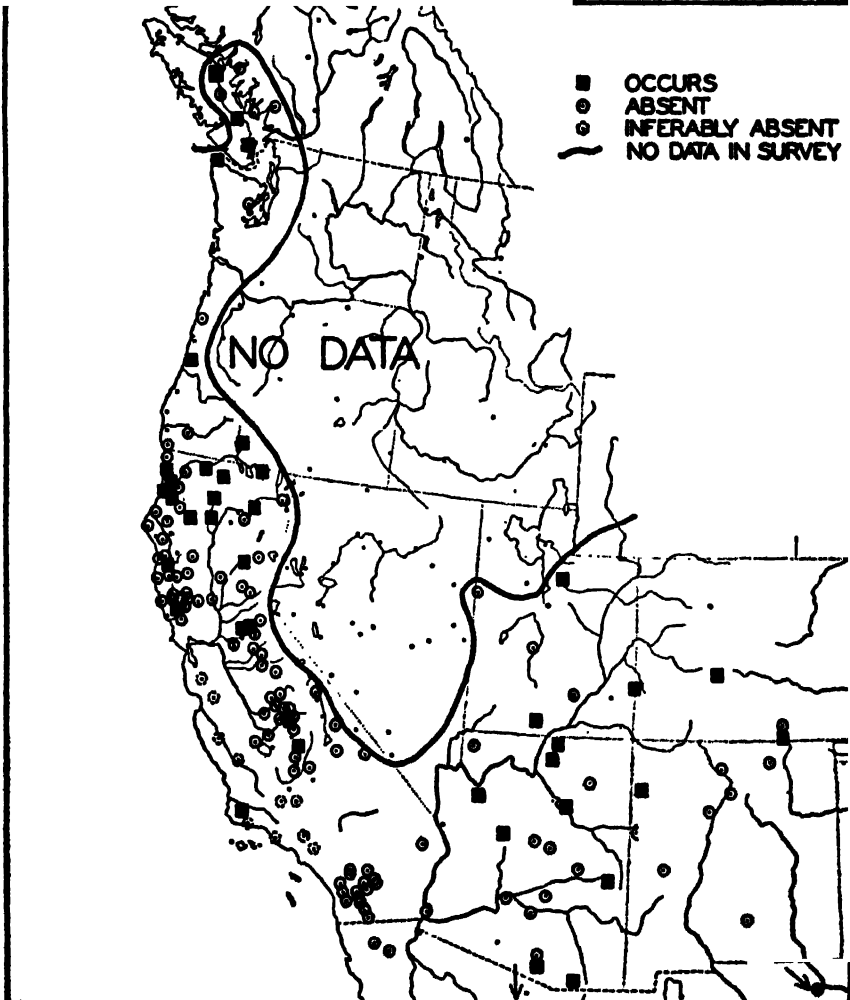 OCCURS
ABSENT
INFERABLY ABSENT
NO DATA IN SURVEY
NO DATA